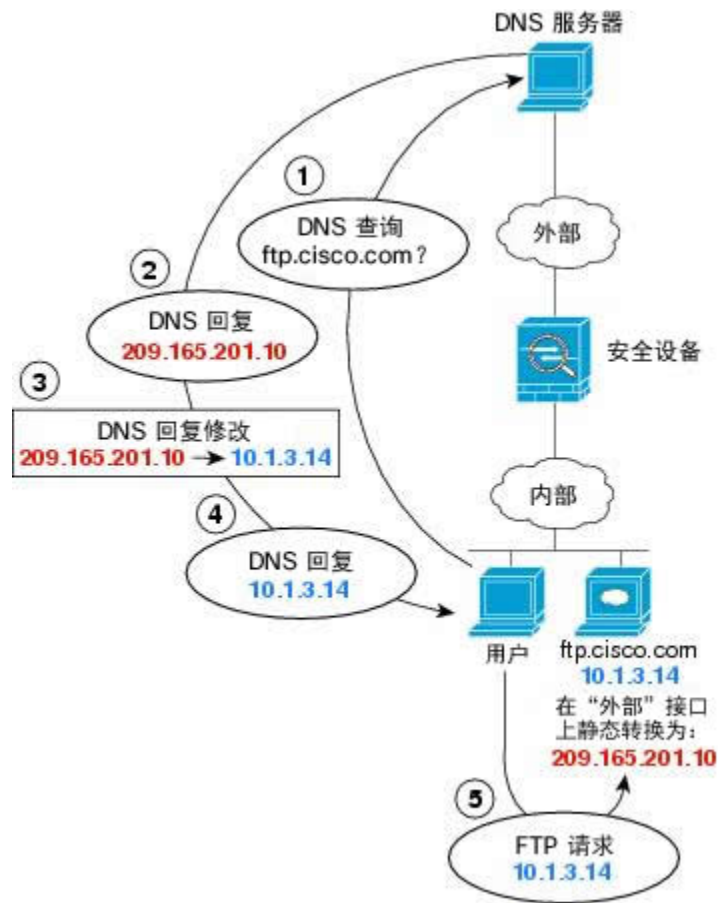 DNS 服务器
①
DNS 查询
ftp.cisco.com？
外部
②
DNS 回复
209.165.201.10
安全设备
③
DNS 回复修改
209.165.201.10 → 10.1.3.14
内部
④
DNS 回复
10.1.3.14
用户
ftp.cisco.com
10.1.3.14
在“外部”接口
上静态转换为：
209.165.201.10
⑤
FTP 请求
10.1.3.14